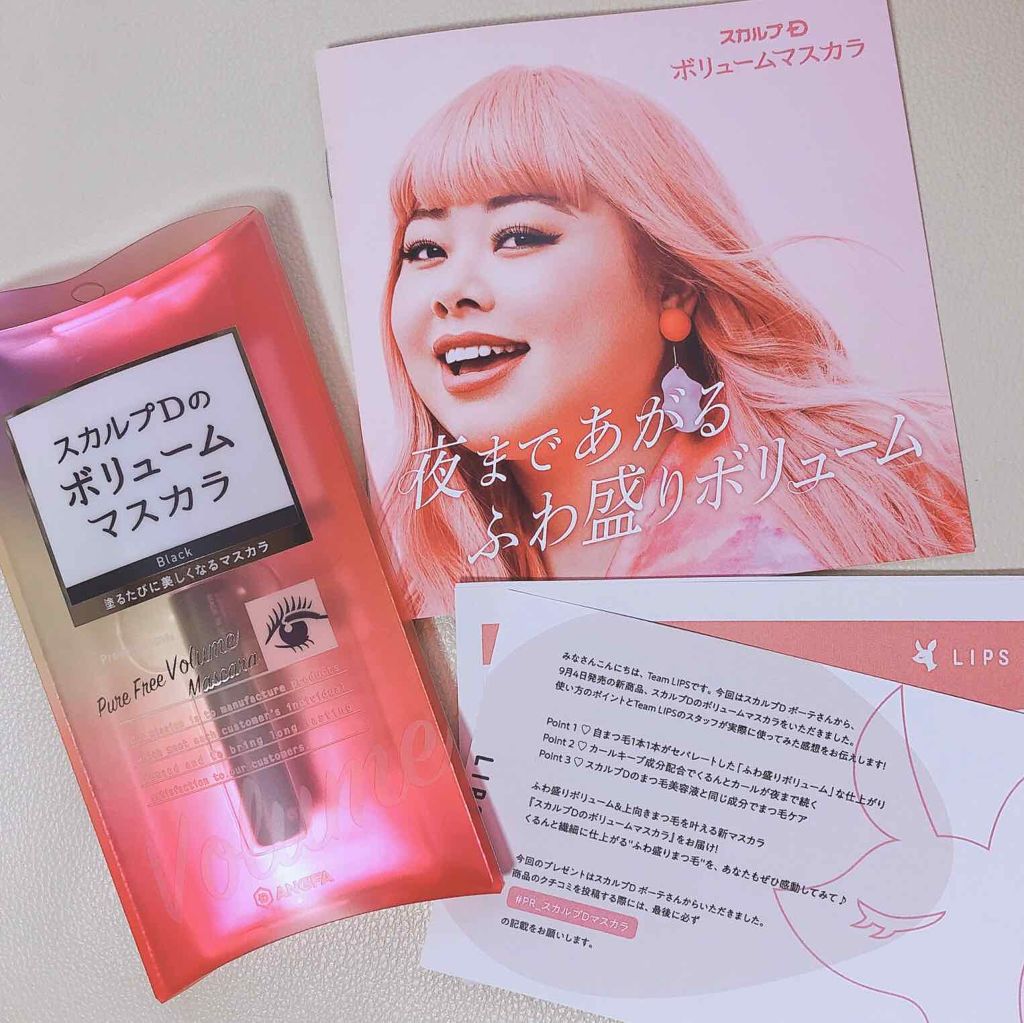 スカルプD
ボリュームマスカラ
夜まであがる
ふわ盛りボリューム
スカルプDの
ボリューム
マスカラ
Black
塗るたびに美しくなるマスカラ
Pure Free Volume
Mascara
is to manufacture products
each customer's individual
and to bring long lasting
satisfaction to our customers.
Volume
ANGFA
LIPS
みなさんこんにちは、Team LIPSです。今回はスカルプD ボーテさんから、
9月4日発売の新商品、スカルプDのボリュームマスカラをいただきました。
使い方のポイントとTeam LIPSのスタッフが実際に使ってみた感想をお伝えします!
Point 1 ♡ 自まつ毛1本1本がセパレートした「ふわ盛りボリューム」な仕上がり
Point 2 ♡ カールキープ成分配合でくるんとカールが夜まで続く
Point 3 ♡ スカルプDのまつ毛美容液と同じ成分でまつ毛ケア
ふわ盛りボリューム&上向きまつ毛を叶える新マスカラ
『スカルプDのボリュームマスカラ』をお届け!
くるんと繊細に仕上がる"ふわ盛りまつ毛"を、あなたもぜひ感動してみて♪
今回のプレゼントはスカルプD ボーテさんからいただきました。
商品のクチコミを投稿する際には、最後に必ず
#PR_スカルプDマスカラ
の記載をお願いします。
LIP